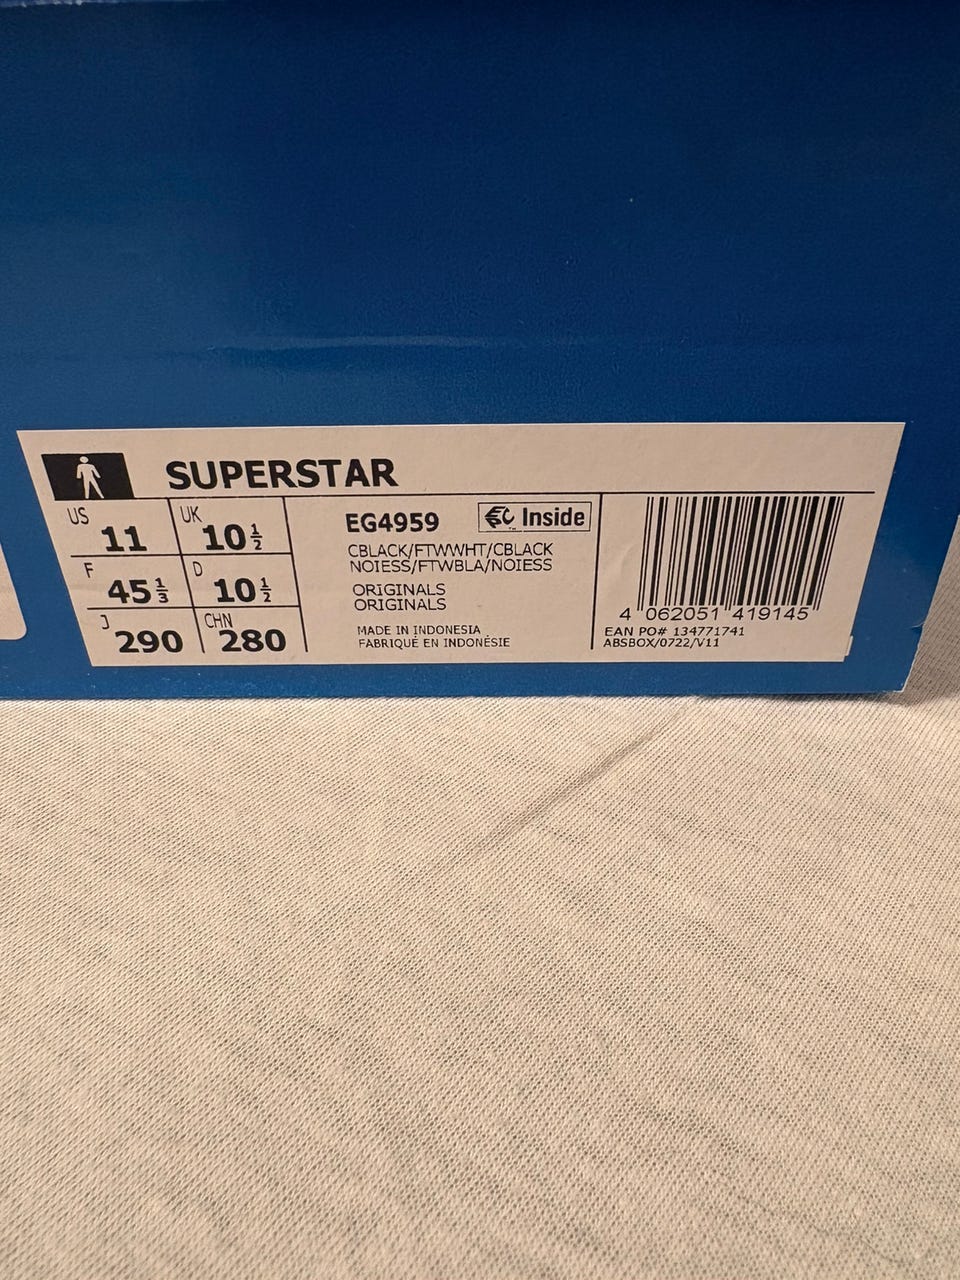 SUPERSTAR
US 11
UK 10 1/2
F 45 1/3
D 10 1/2
J 290
CHN 280
EG4959
Inside
CBLACK/FTWWHT/CBLACK
NOIESS/FTWBLA/NOIESS
ORIGINALS
ORIGINALS
MADE IN INDONESIA
FABRIQUÉ EN INDONÉSIE
4 062051 419145
EAN PO# 134771741
ABSBOX/0722/V11